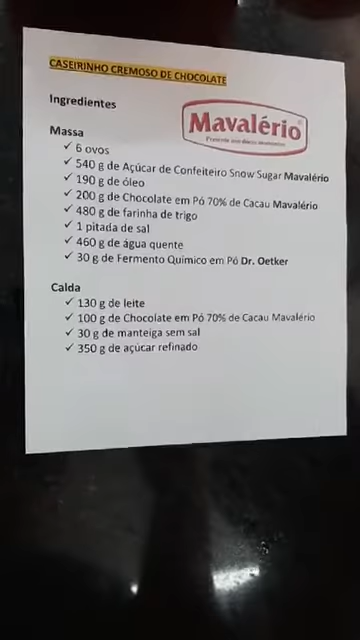 CASEIRINHO CREMOSO DE CHOCOLATE
Ingredientes
Mavalério
Massa
✓ 6 ovos
✓ 540 g de Açúcar de Confeiteiro Snow Sugar Mavalério
✓ 190 g de óleo
✓ 200 g de Chocolate em Pó 70% de Cacau Mavalério
✓ 480 g de farinha de trigo
✓ 1 pitada de sal
✓ 460 g de água quente
✓ 30 g de Fermento Químico em Pó Dr. Oetker
Calda
✓ 130 g de leite
✓ 100 g de Chocolate em Pó 70% de Cacau Mavalério
✓ 30 g de manteiga sem sal
✓ 350 g de açúcar refinado